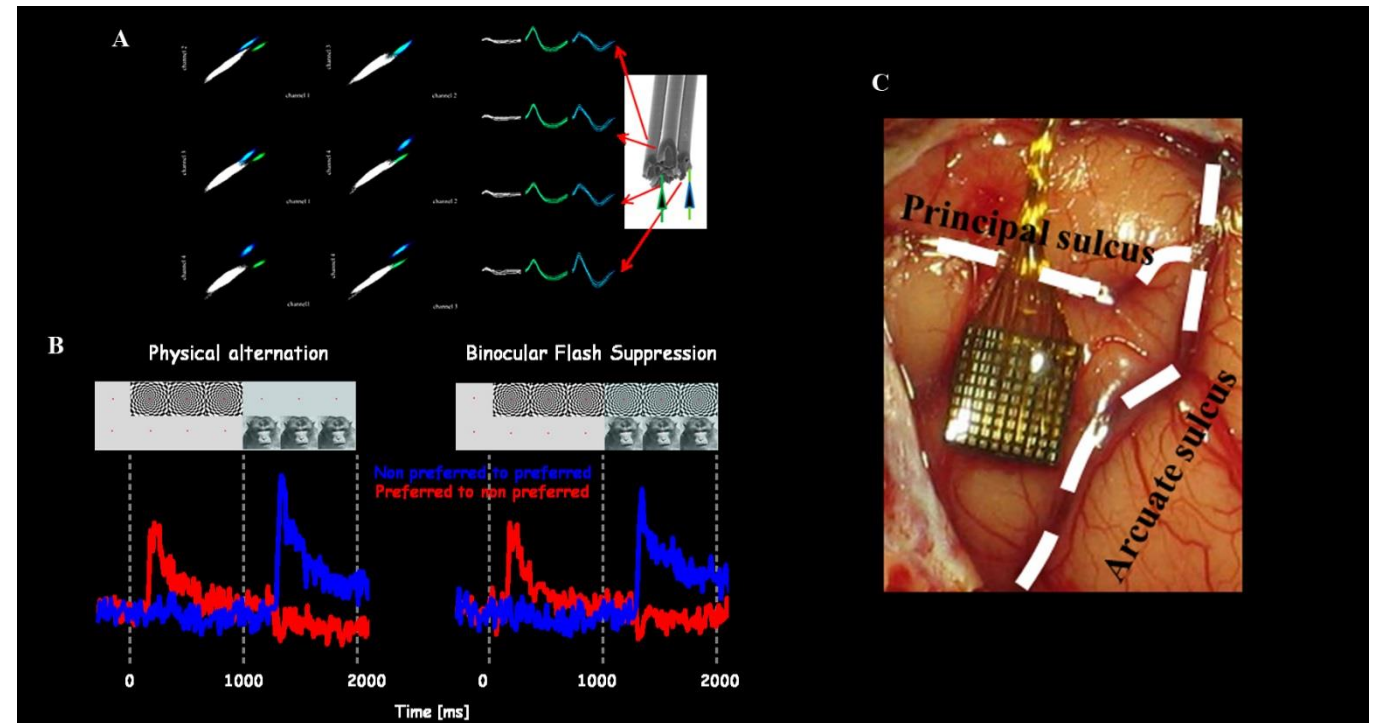 A
channel 2
channel 1
channel 3
channel 2
channel 3
channel 1
channel 4
channel 2
channel 4
channel1
channel 4
channel 3
B
Physical alternation
Binocular Flash Suppression
Non preferred to preferred
Preferred to non preferred
0
1000
2000
0
1000
2000
Time [ms]
C
Principal sulcus
Arcuate sulcus